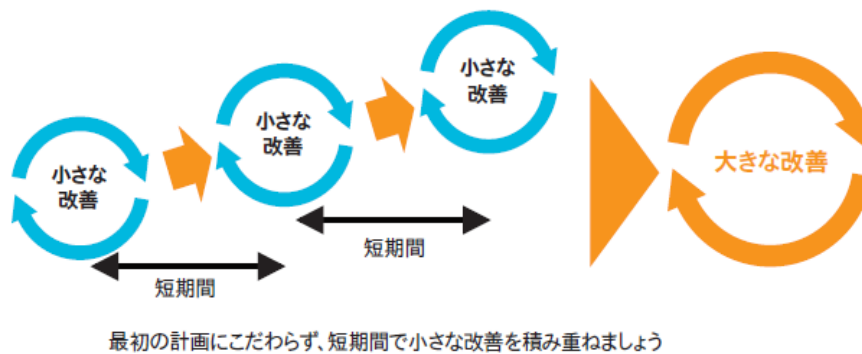 小さな
改善
小さな
改善
小さな
改善
大きな改善
短期間
短期間
最初の計画にこだわらず、短期間で小さな改善を積み重ねましょう